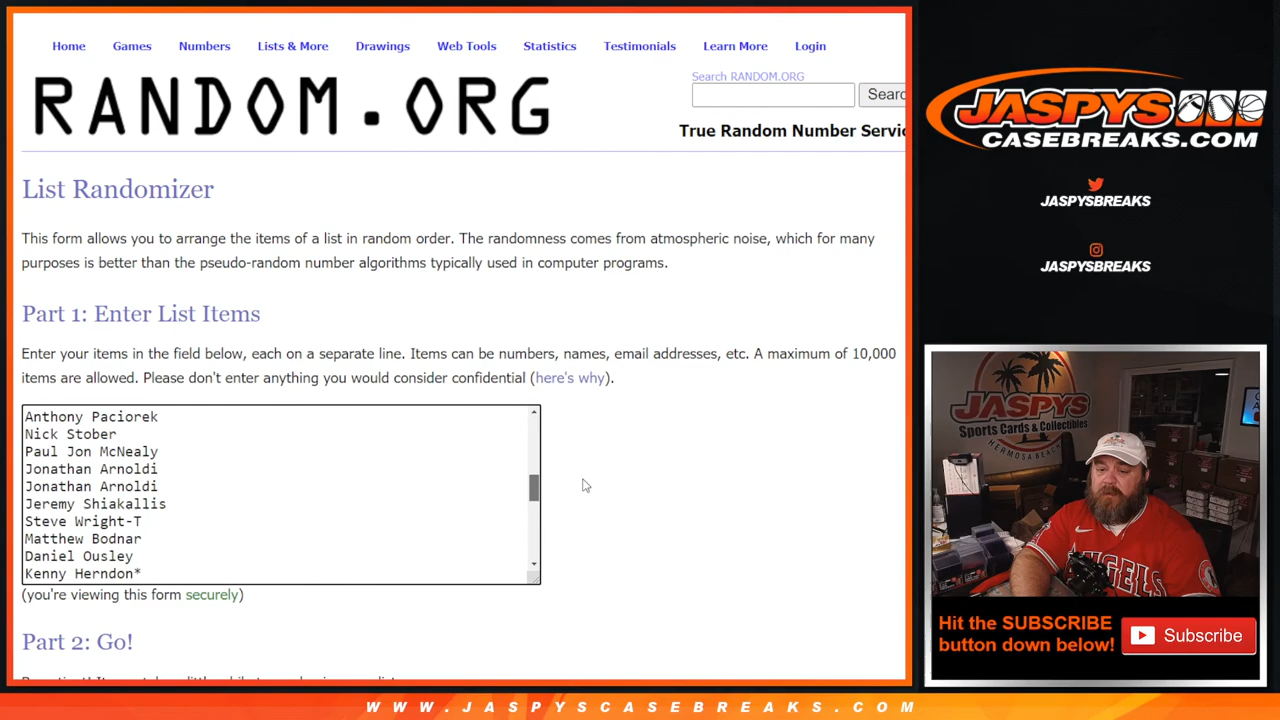 Home Games Numbers Lists & More Drawings Web Tools Statistics Testimonials Learn More Login
RANDOM.ORG
Search RANDOM.ORG
True Random Number
List Randomizer
This form allows you to arrange the items of a list in random order. The randomness comes from atmospheric noise, which for many
purposes is better than the pseudo-random number algorithms typically used in computer programs.
Part 1: Enter List Items
Enter your items in the field below, each on a separate line. Items can be numbers, names, email addresses, etc. A maximum of 10,000
items are allowed. Please don't enter anything you would consider confidential (here's why).
Anthony Paciorek
Nick Stober
Paul Jon McNealy
Jonathan Arnoldi
Jonathan Arnoldi
Jeremy Shiakallis
Steve Wright-T
Matthew Bodnar
Daniel Ousley
Kenny Herndon*
(you're viewing this form securely)
Part 2: Go!
JASPYS
CASEBREAKS.COM
JASPYSBREAKS
JASPYSBREAKS
JASPYS
Sports Cards & Collectibles
HERMOSA BEACH
ANGELS
Hit the SUBSCRIBE
button down below!
Subscribe
WWW.JASPYSCASEBREAKS.COM